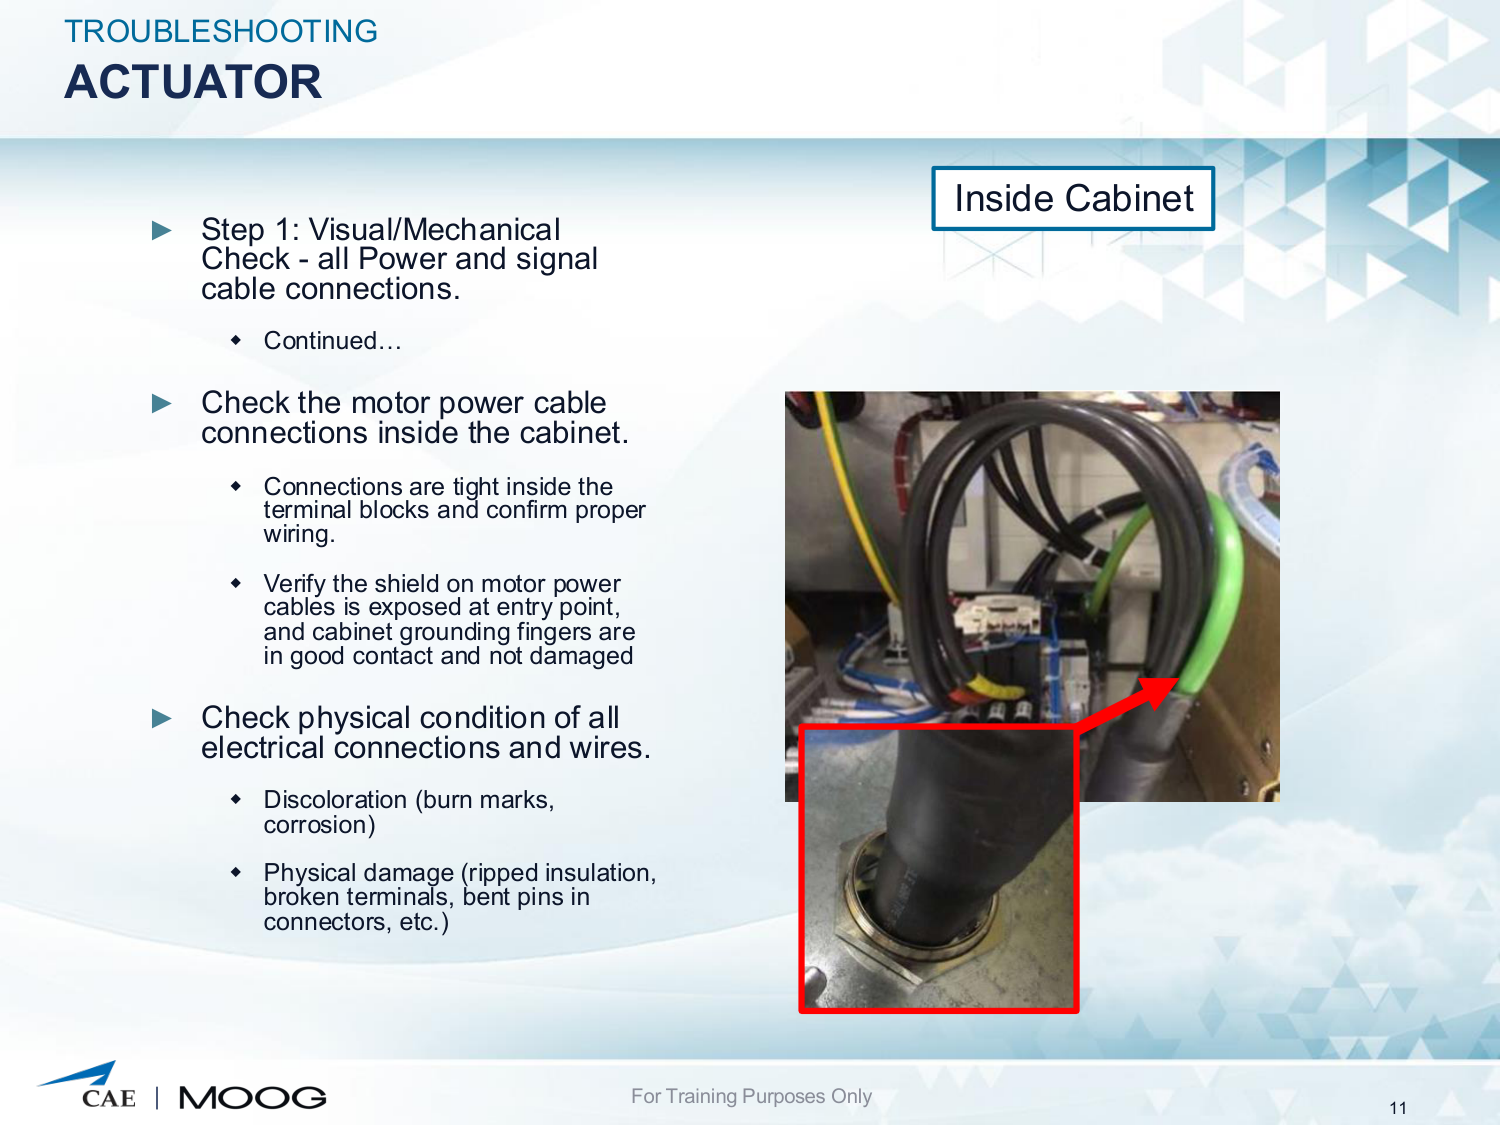 TROUBLESHOOTING
ACTUATOR
Inside Cabinet
► Step 1: Visual/Mechanical
Check - all Power and signal
cable connections.
◆ Continued…
► Check the motor power cable
connections inside the cabinet.
◆ Connections are tight inside the
terminal blocks and confirm proper
wiring.
◆ Verify the shield on motor power
cables is exposed at entry point,
and cabinet grounding fingers are
in good contact and not damaged
► Check physical condition of all
electrical connections and wires.
◆ Discoloration (burn marks,
corrosion)
◆ Physical damage (ripped insulation,
broken terminals, bent pins in
connectors, etc.)
CAE | MOOG
For Training Purposes Only
11